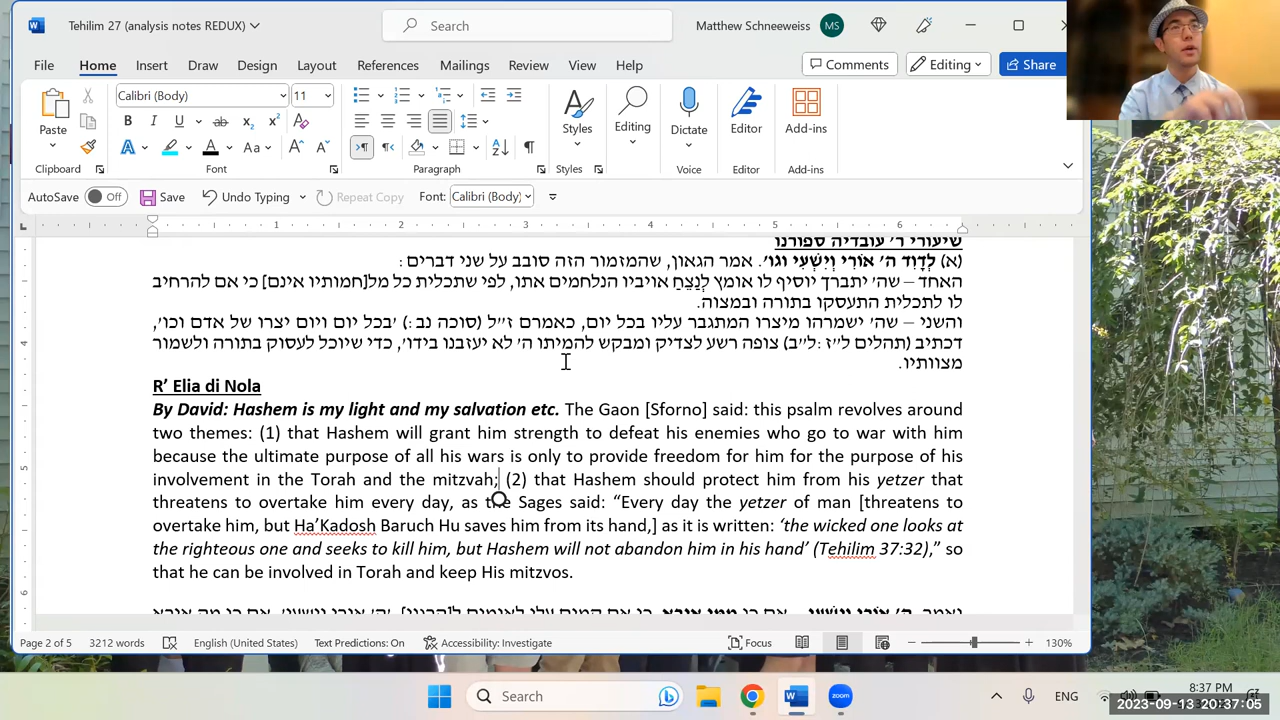 Tehilim 27 (analysis notes REDUX)
Search
Matthew Schneeweiss
MS
File Home Insert Draw Design Layout References Mailings Review View Help
Comments Editing Share
Calibri (Body) 11
Paste
Styles
Editing
Dictate
Editor
Add-ins
Clipboard Font Paragraph Styles Voice Editor Add-ins
AutoSave Off Save Undo Typing Repeat Copy Font: Calibri (Body)
1 2 3 4 5 6
שיעורי ר' עובדיה ספורנו
(א) לְדָוִד ה' אוֹרִי וְיִשְׁעִי וגו'. אמר הגאון, שהמזמור הזה סובב על שני דברים :
האחד – שה' יתברך יוסיף לו אומץ לְנַצֵּחַ אויביו הנלחמים אתו, לפי שתכלית כל מל[חמותיו אינם] כי אם להרחיב
לו לתכלית התעסקו בתורה ובמצוה.
והשני – שה' ישמרהו מיצרו המתגבר עליו בכל יום, כאמרם ז"ל (סוכה נב:) 'בכל יום ויום יצרו של אדם וכו',
דכתיב (תהלים ל"ז :ל"ב) צופה רשע לצדיק ומבקש להמיתו ה' לא יעזבנו בידו', כדי שיוכל לעסוק בתורה ולשמור
מצוותיו.
R' Elia di Nola
By David: Hashem is my light and my salvation etc. The Gaon [Sforno] said: this psalm revolves around
two themes: (1) that Hashem will grant him strength to defeat his enemies who go to war with him
because the ultimate purpose of all his wars is only to provide freedom for him for the purpose of his
involvement in the Torah and the mitzvah; (2) that Hashem should protect him from his yetzer that
threatens to overtake him every day, as the Sages said: "Every day the yetzer of man [threatens to
overtake him, but Ha'Kadosh Baruch Hu saves him from its hand,] as it is written: 'the wicked one looks at
the righteous one and seeks to kill him, but Hashem will not abandon him in his hand' (Tehilim 37:32)," so
that he can be involved in Torah and keep His mitzvos.
Page 2 of 5 3212 words English (United States) Text Predictions: On Accessibility: Investigate Focus 130%
Search
zoom
ENG
8:37 PM
2023-09-13 20:37:05